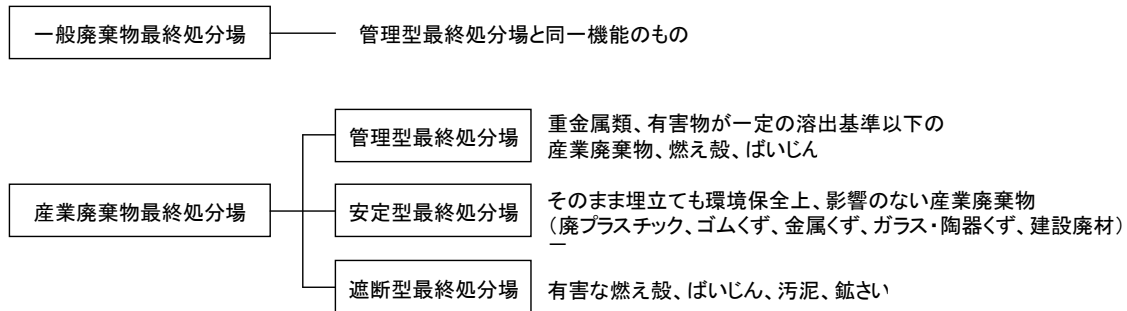 一般廃棄物最終処分場
管理型最終処分場と同一機能のもの
管理型最終処分場
重金属類、有害物が一定の溶出基準以下の
産業廃棄物、燃え殻、ばいじん
産業廃棄物最終処分場
安定型最終処分場
そのまま埋立ても環境保全上、影響のない産業廃棄物
（廃プラスチック、ゴムくず、金属くず、ガラス・陶器くず、建設廃材）
遮断型最終処分場
有害な燃え殻、ばいじん、汚泥、鉱さい